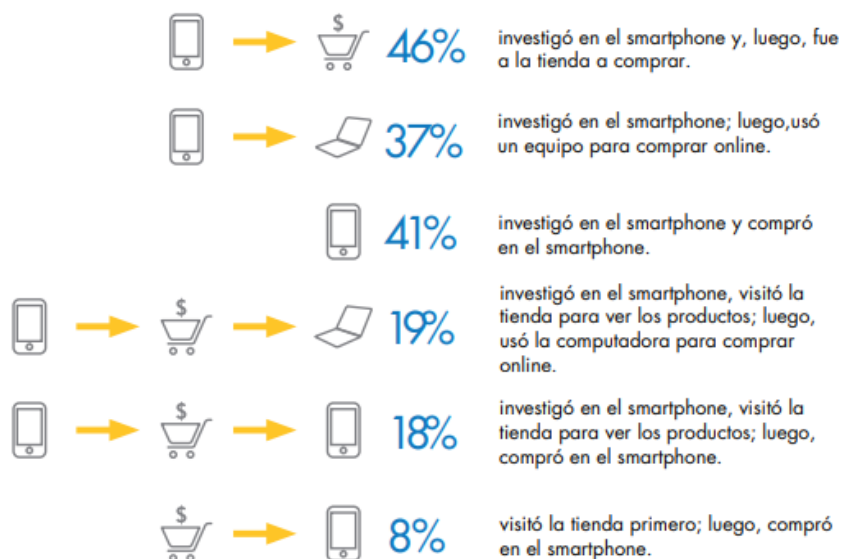 $
46%
investigó en el smartphone y, luego, fue
a la tienda a comprar.
37%
investigó en el smartphone; luego,usó
un equipo para comprar online.
41%
investigó en el smartphone y compró
en el smartphone.
$
19%
investigó en el smartphone, visitó la
tienda para ver los productos; luego,
usó la computadora para comprar
online.
$
18%
investigó en el smartphone, visitó la
tienda para ver los productos; luego,
compró en el smartphone.
$
8%
visitó la tienda primero; luego, compró
en el smartphone.